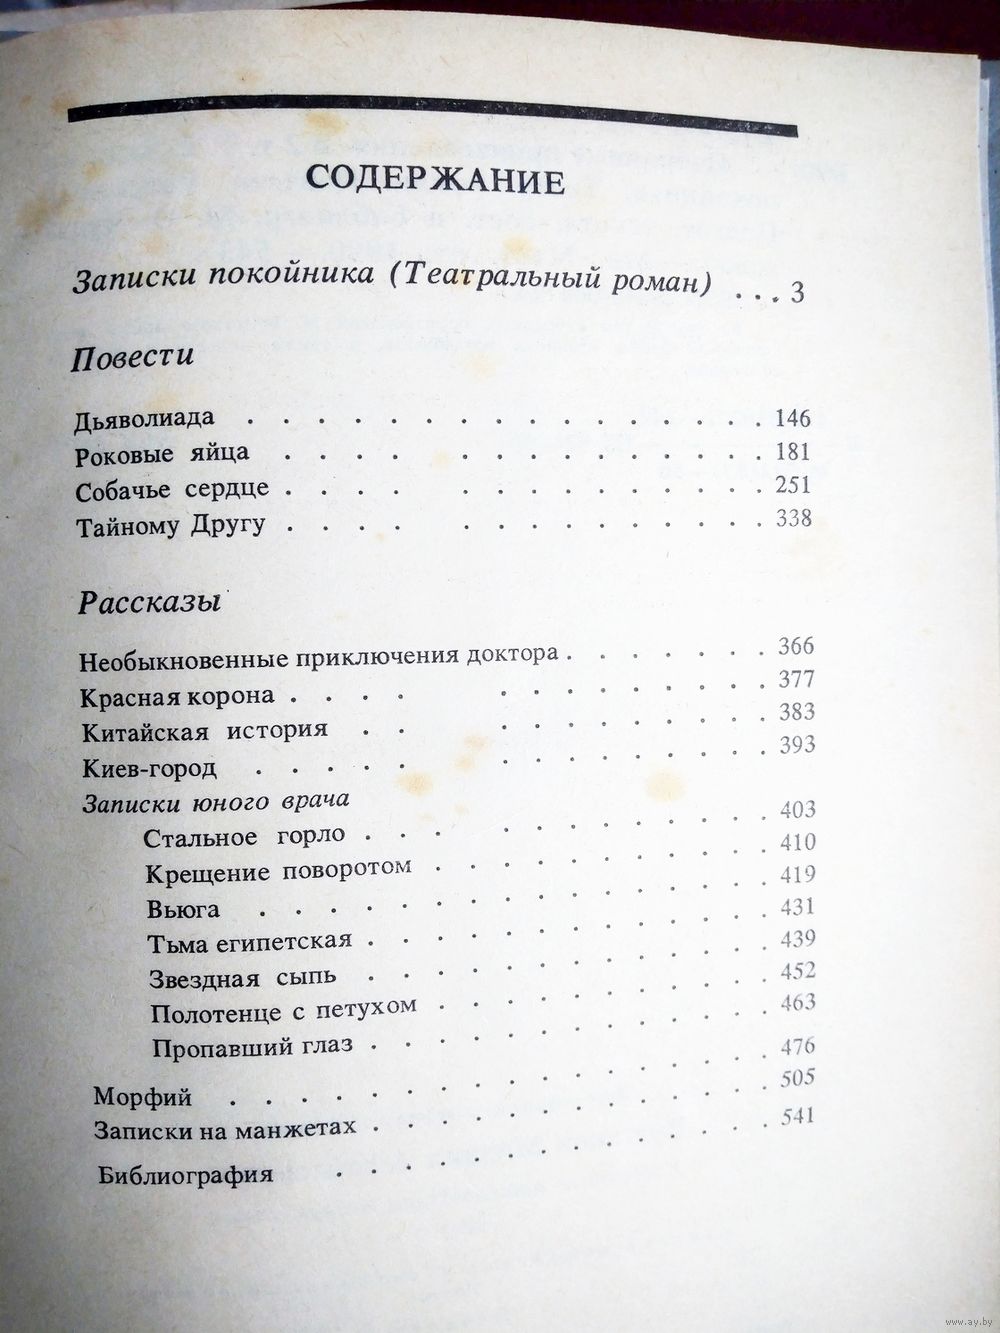 СОДЕРЖАНИЕ
Записки покойника (Театральный роман) . . . 3
Повести
Дьяволиада . . . . . . . . . . . . . . . 146
Роковые яйца . . . . . . . . . . . . . . 181
Собачье сердце . . . . . . . . . . . . . 251
Тайному Другу . . . . . . . . . . . . . 338
Рассказы
Необыкновенные приключения доктора . . . . . . . 366
Красная корона . . . . . . . . . . . . 377
Китайская история . . . . . . . . . . 383
Киев-город . . . . . . . . . . . . . 393
Записки юного врача
Стальное горло . . . . . . . . . . . 403
Крещение поворотом . . . . . . . . . . 410
Вьюга . . . . . . . . . . . . . . 419
Тьма египетская . . . . . . . . . . . 431
Звездная сыпь . . . . . . . . . . . 439
Полотенце с петухом . . . . . . . . . . 452
Пропавший глаз . . . . . . . . . . . 463
Морфий . . . . . . . . . . . . . . . 476
Записки на манжетах . . . . . . . . . . . 505
Библиография . . . . . . . . . . . . 541
www.ay.by